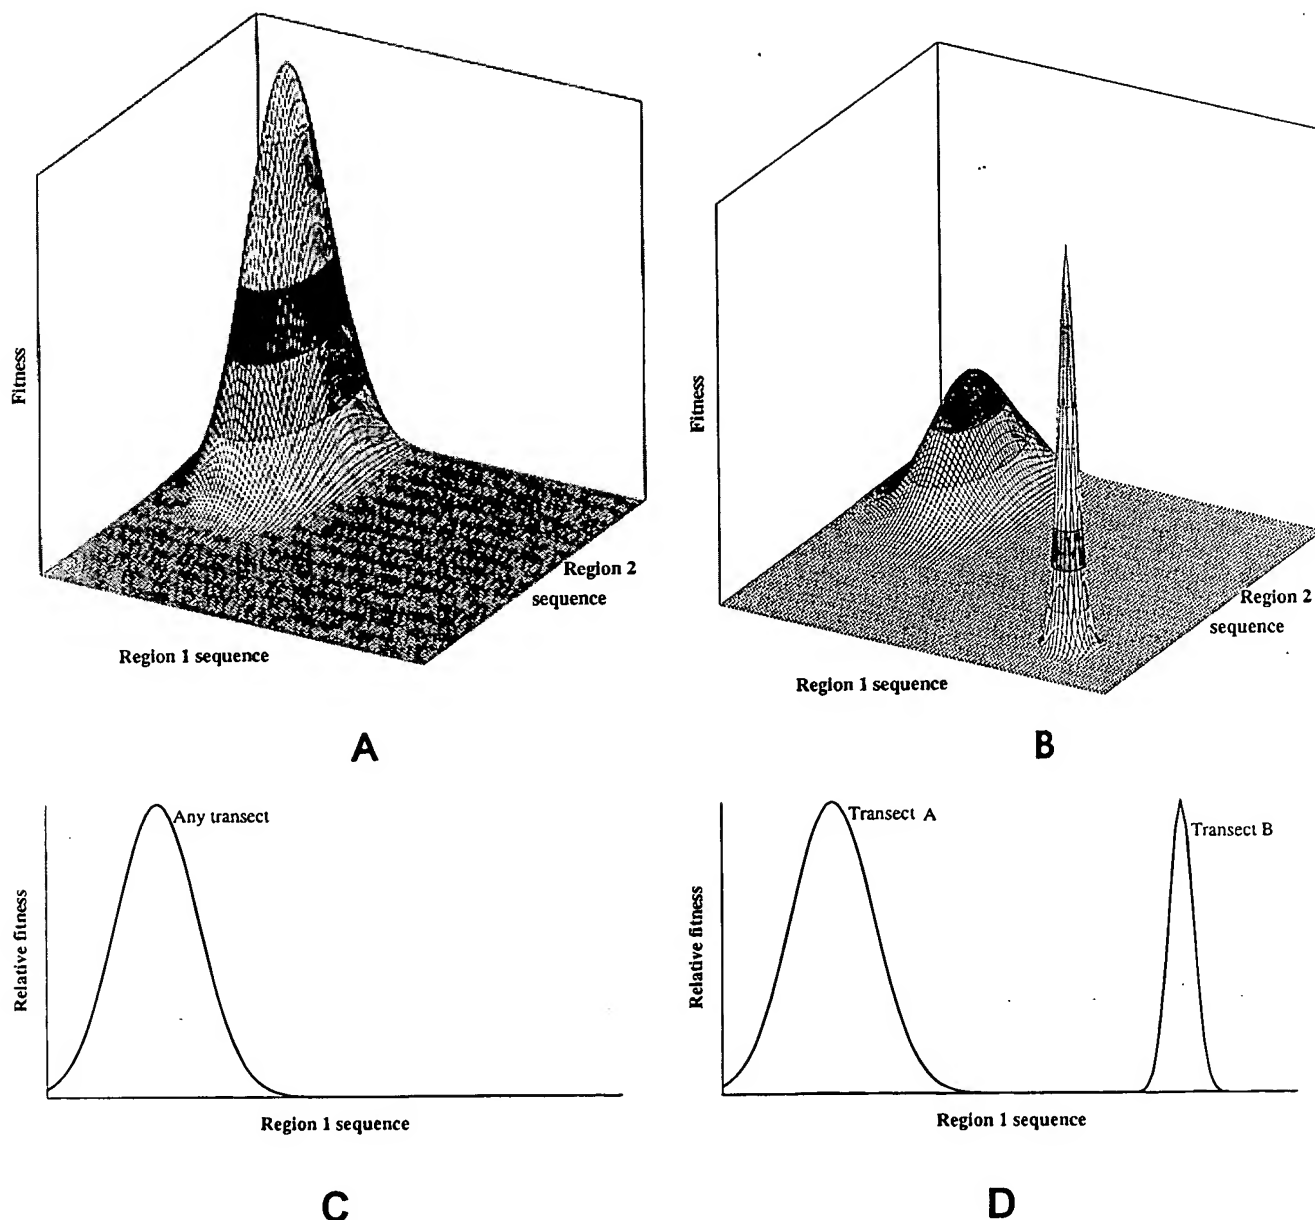 Fitness
Region 2
sequence
Region 1 sequence
A
Fitness
Region 2
sequence
Region 1 sequence
B
Relative fitness
Any transect
Region 1 sequence
C
Relative fitness
Transect A
Transect B
Region 1 sequence
D